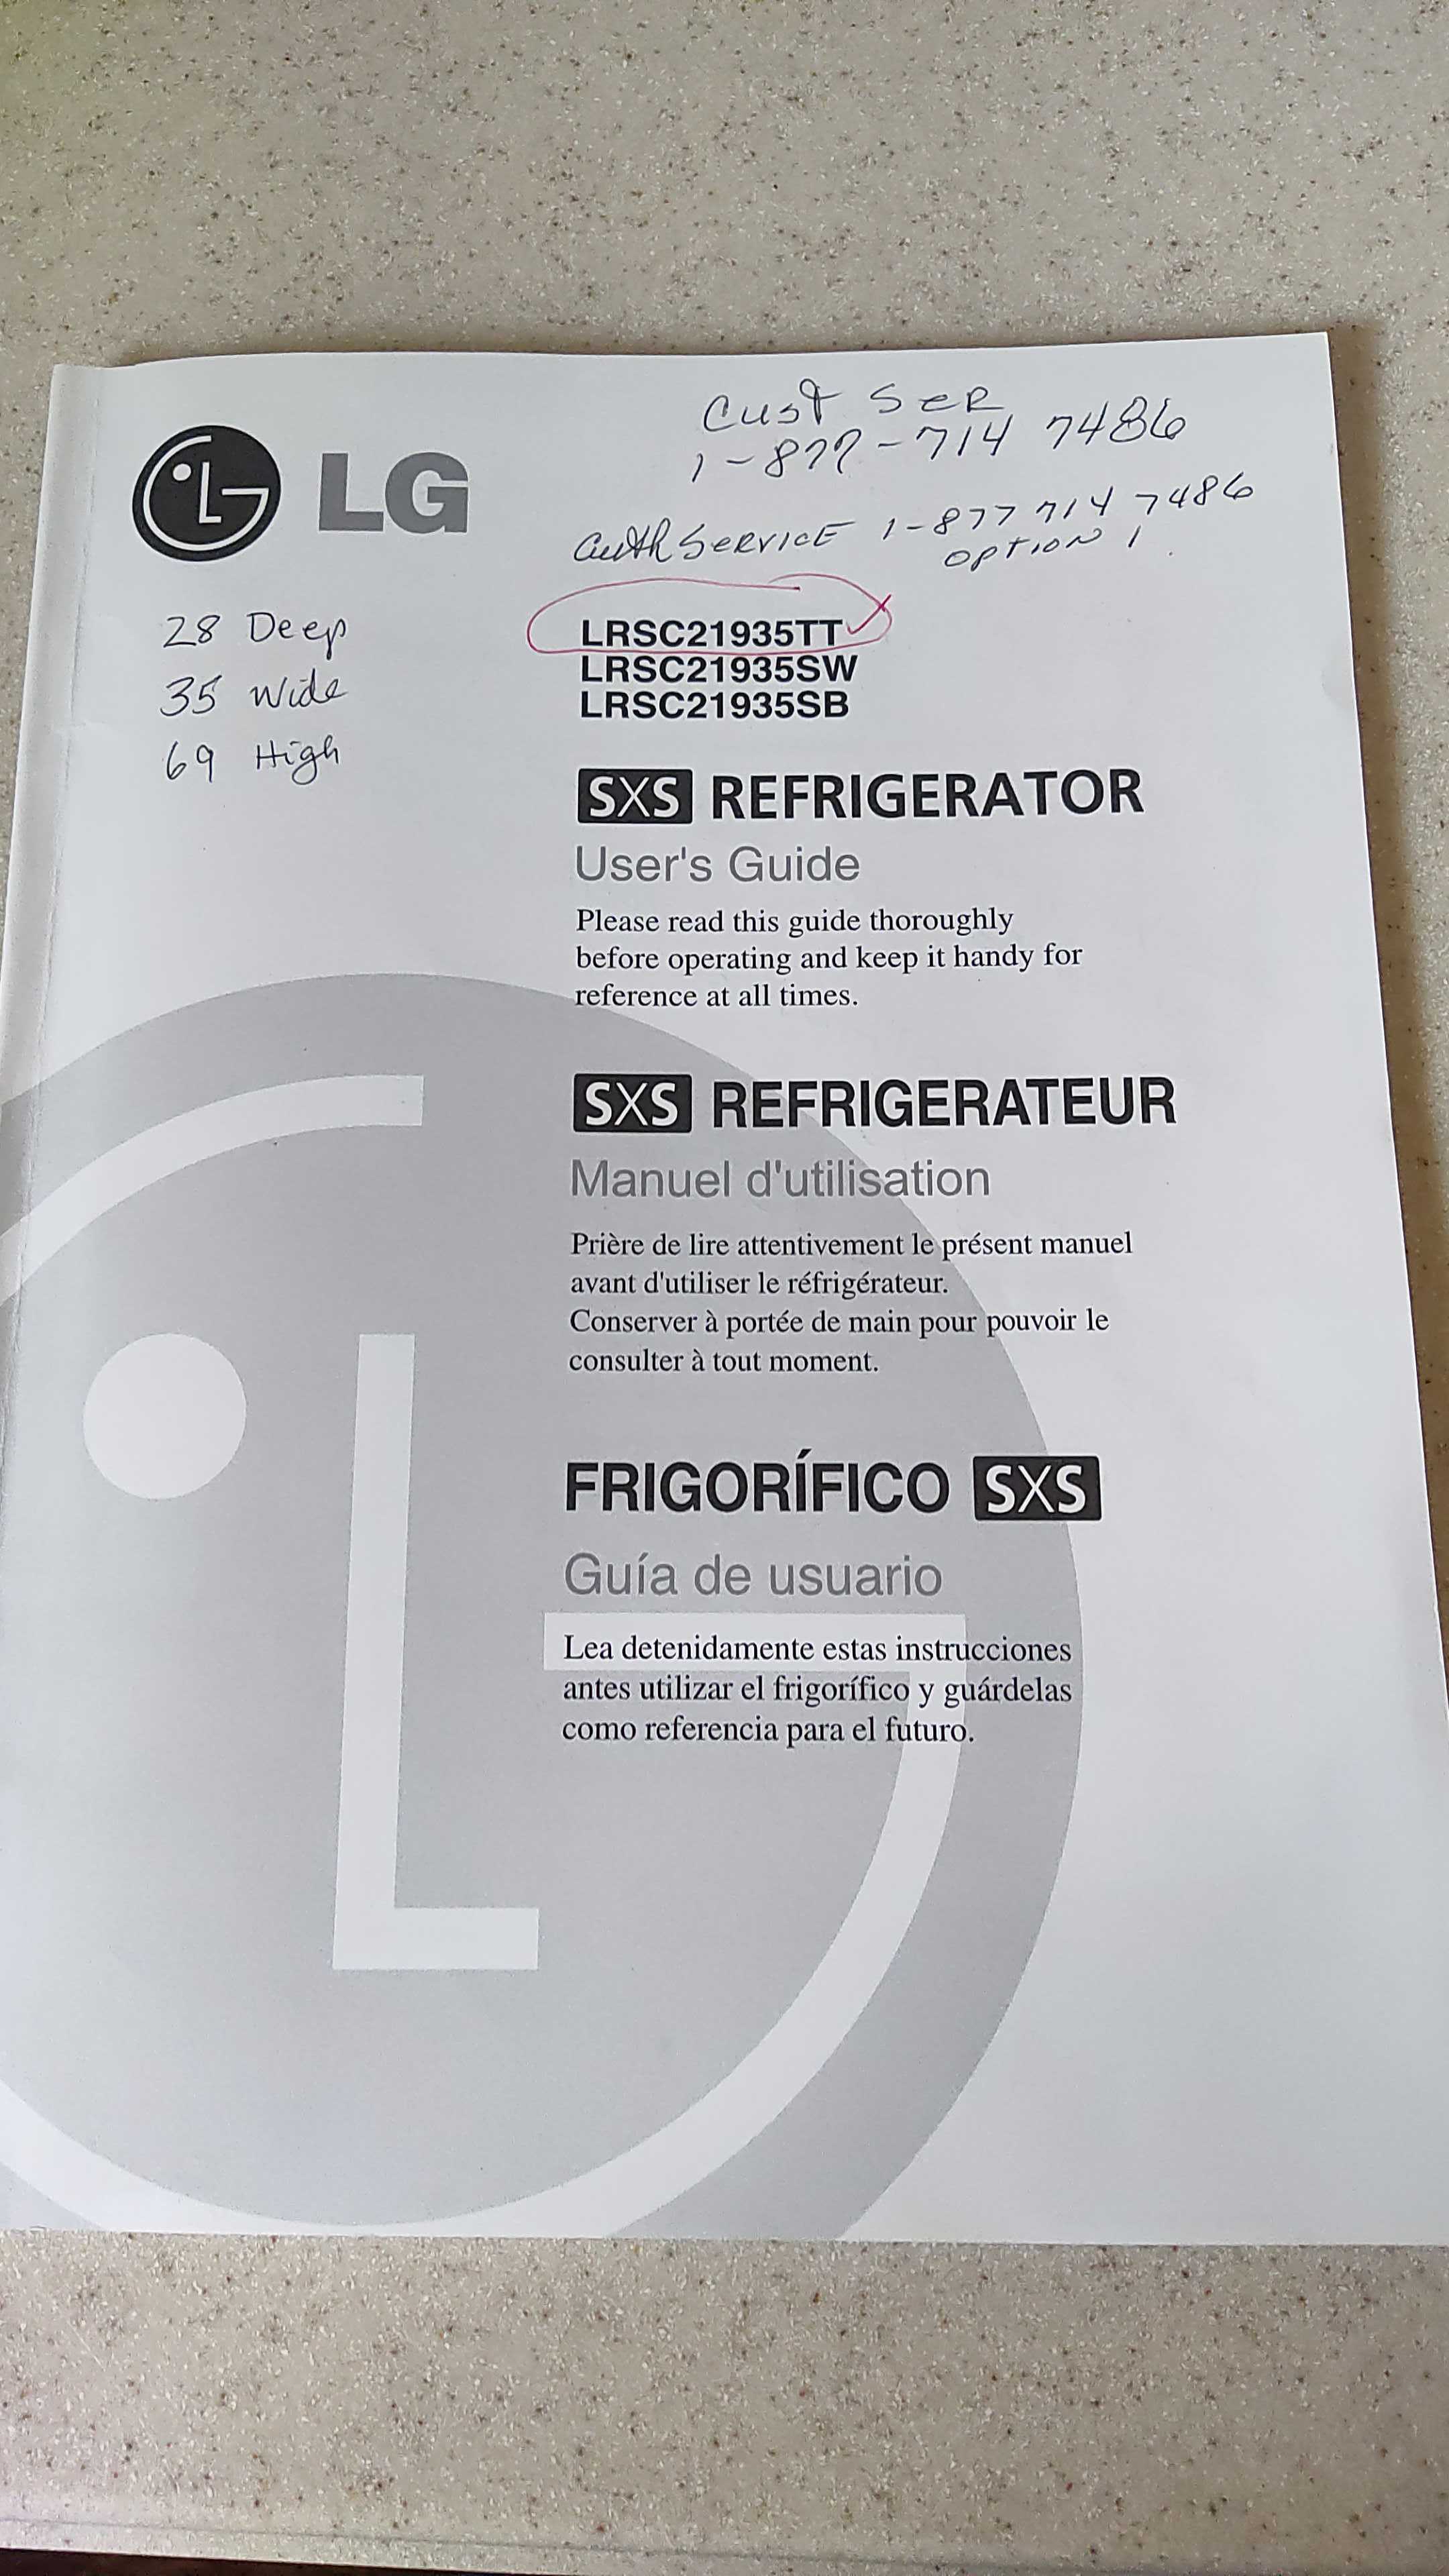 Cust SER
1-877-714 7486
LG
Auth SERVICE 1-877 714 7486
OPTION 1
28 Deep
35 Wide
69 High
LRSC21935TT
LRSC21935SW
LRSC21935SB
SXS REFRIGERATOR
User's Guide
Please read this guide thoroughly
before operating and keep it handy for
reference at all times.
SXS REFRIGERATEUR
Manuel d'utilisation
Prière de lire attentivement le présent manuel
avant d'utiliser le réfrigérateur.
Conserver à portée de main pour pouvoir le
consulter à tout moment.
FRIGORÍFICO SXS
Guía de usuario
Lea detenidamente estas instrucciones
antes utilizar el frigorífico y guárdelas
como referencia para el futuro.